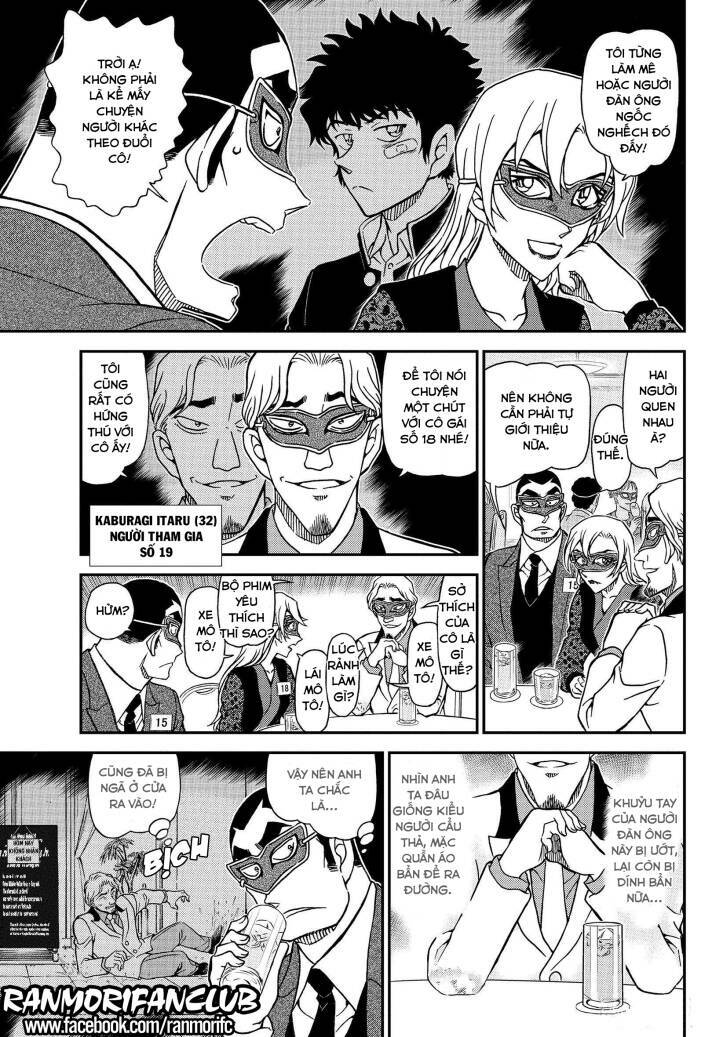 TÔI TỪNG
LÀM MÊ
HOẶC NGƯỜI
ĐÀN ÔNG
NGỐC
NGHẾCH ĐÓ
ĐẤY!
TRỜI Ạ!
KHÔNG PHẢI
LÀ KỂ MẤY
CHUYỆN
NGƯỜI KHÁC
THEO ĐUỔI
CÔ!
HAI
NGƯỜI
QUEN
NHAU
À?
ĐÚNG
THẾ.
NÊN KHÔNG
CẦN PHẢI TỰ
GIỚI THIỆU
NỮA.
ĐỂ TÔI NÓI
CHUYỆN
MỘT CHÚT
VỚI CÔ GÁI
SỐ 18 NHÉ!
TÔI
CŨNG
RẤT CÓ
HỨNG
THÚ VỚI
CÔ ẤY!
KABURAGI ITARU (32)
NGƯỜI THAM GIA
SỐ 19
SỞ
THÍCH
CỦA
CÔ LÀ
GÌ
THẾ?
XE
MÔ
TÔ!
LÚC
RẢNH
LÀM
GÌ?
LÁI
MÔ
TÔ!
BỘ PHIM
YÊU
THÍCH
THÌ SAO?
XE
MÔ
TÔ!
HỪM?
18
15
KHUỶU TAY
CỦA NGƯỜI
ĐÀN ÔNG
NÀY BỊ ƯỚT,
LẠI CÒN BỊ
DÍNH BẨN
NỮA...
NHÌN ANH
TA ĐÂU
GIỐNG KIỂU
NGƯỜI CẨU
THẢ, MẶC
QUẦN ÁO
BẨN ĐỂ RA
ĐƯỜNG.
VẬY NÊN ANH
TA CHẮC
LÀ...
CŨNG ĐÃ BỊ
NGÃ Ở CỬA
RA VÀO!
BỊCH
HÔM NAY
KHÔNG NHẬN
KHÁCH
RANMORIFANCLUB
www.facebook.com/ranmorifc